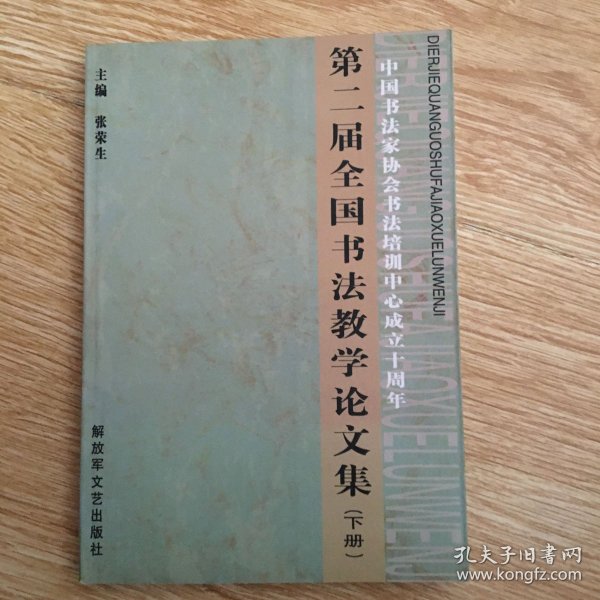 DIERJIEQUANGUOSHUFAJIAOXUELUNWENJI
中国书法家协会书法培训中心成立十周年
第二届全国书法教学论文集(下册)
主编 张荣生
解放军文艺出版社
孔夫子旧书网
www.kongfz.com